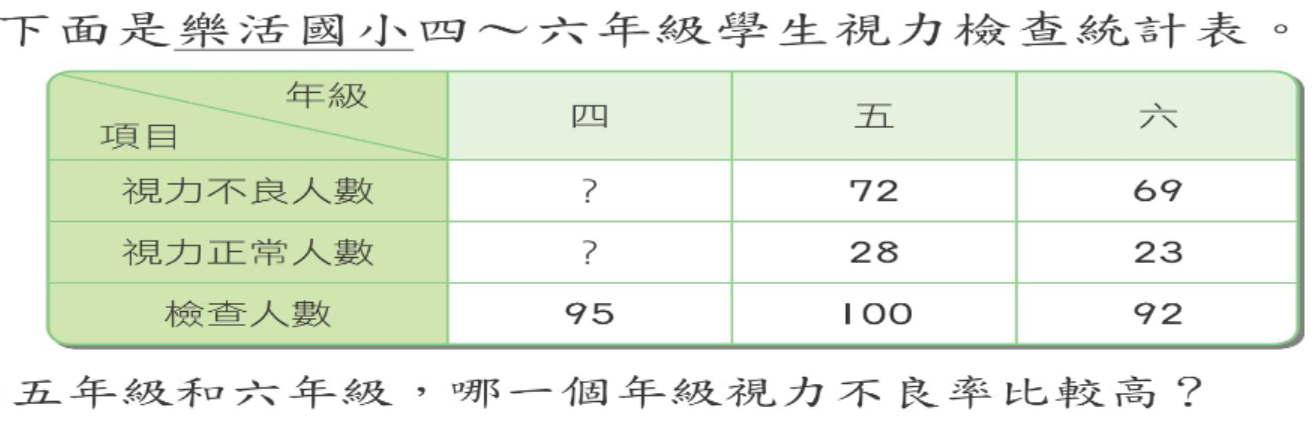 下面是樂活國小四～六年級學生視力檢查統計表。
年級
項目 四 五 六
視力不良人數 ? 72 69
視力正常人數 ? 28 23
檢查人數 95 100 92
五年級和六年級，哪一個年級視力不良率比較高？